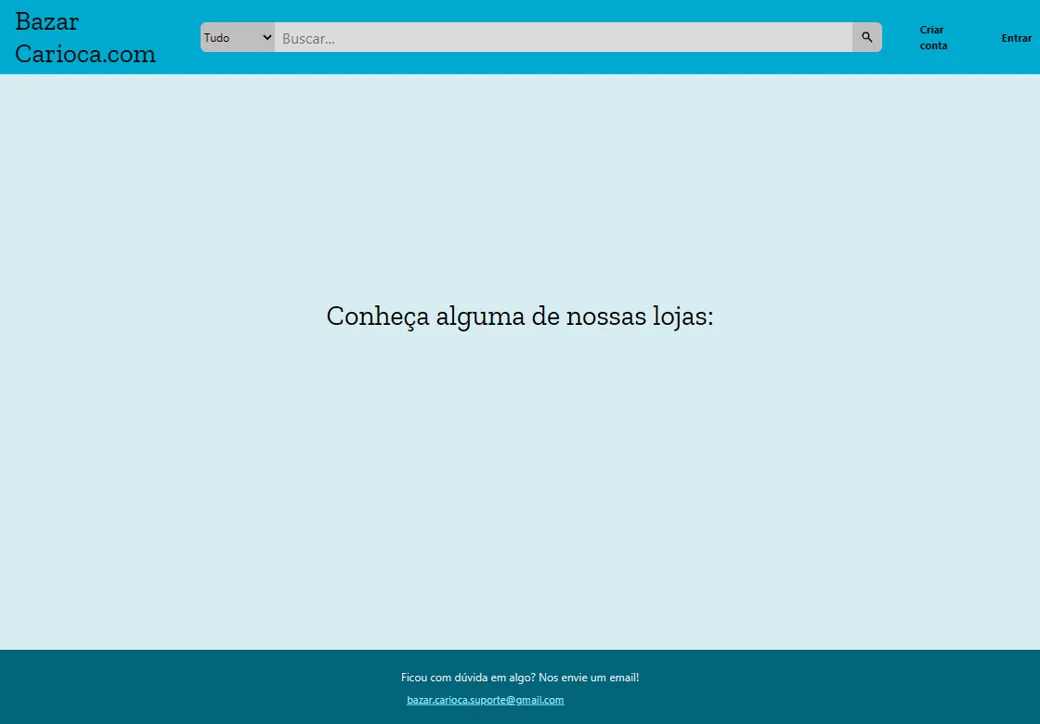 Bazar
Carioca.com
Tudo
Buscar...
Criar
conta
Entrar
Conheça alguma de nossas lojas:
Ficou com dúvida em algo? Nos envie um email!
bazar.carioca.suporte@gmail.com